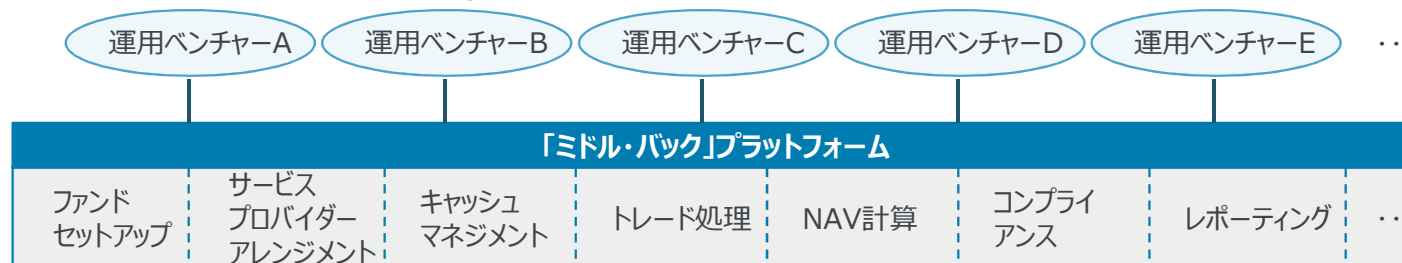 運用ベンチャーA 運用ベンチャーB 運用ベンチャーC 運用ベンチャーD 運用ベンチャーE ‥
「ミドル・バック」プラットフォーム
ファンド
セットアップ
サービス
プロバイダー
アレンジメント
キャッシュ
マネジメント
トレード処理
NAV計算
コンプライ
アンス
レポーティング
‥